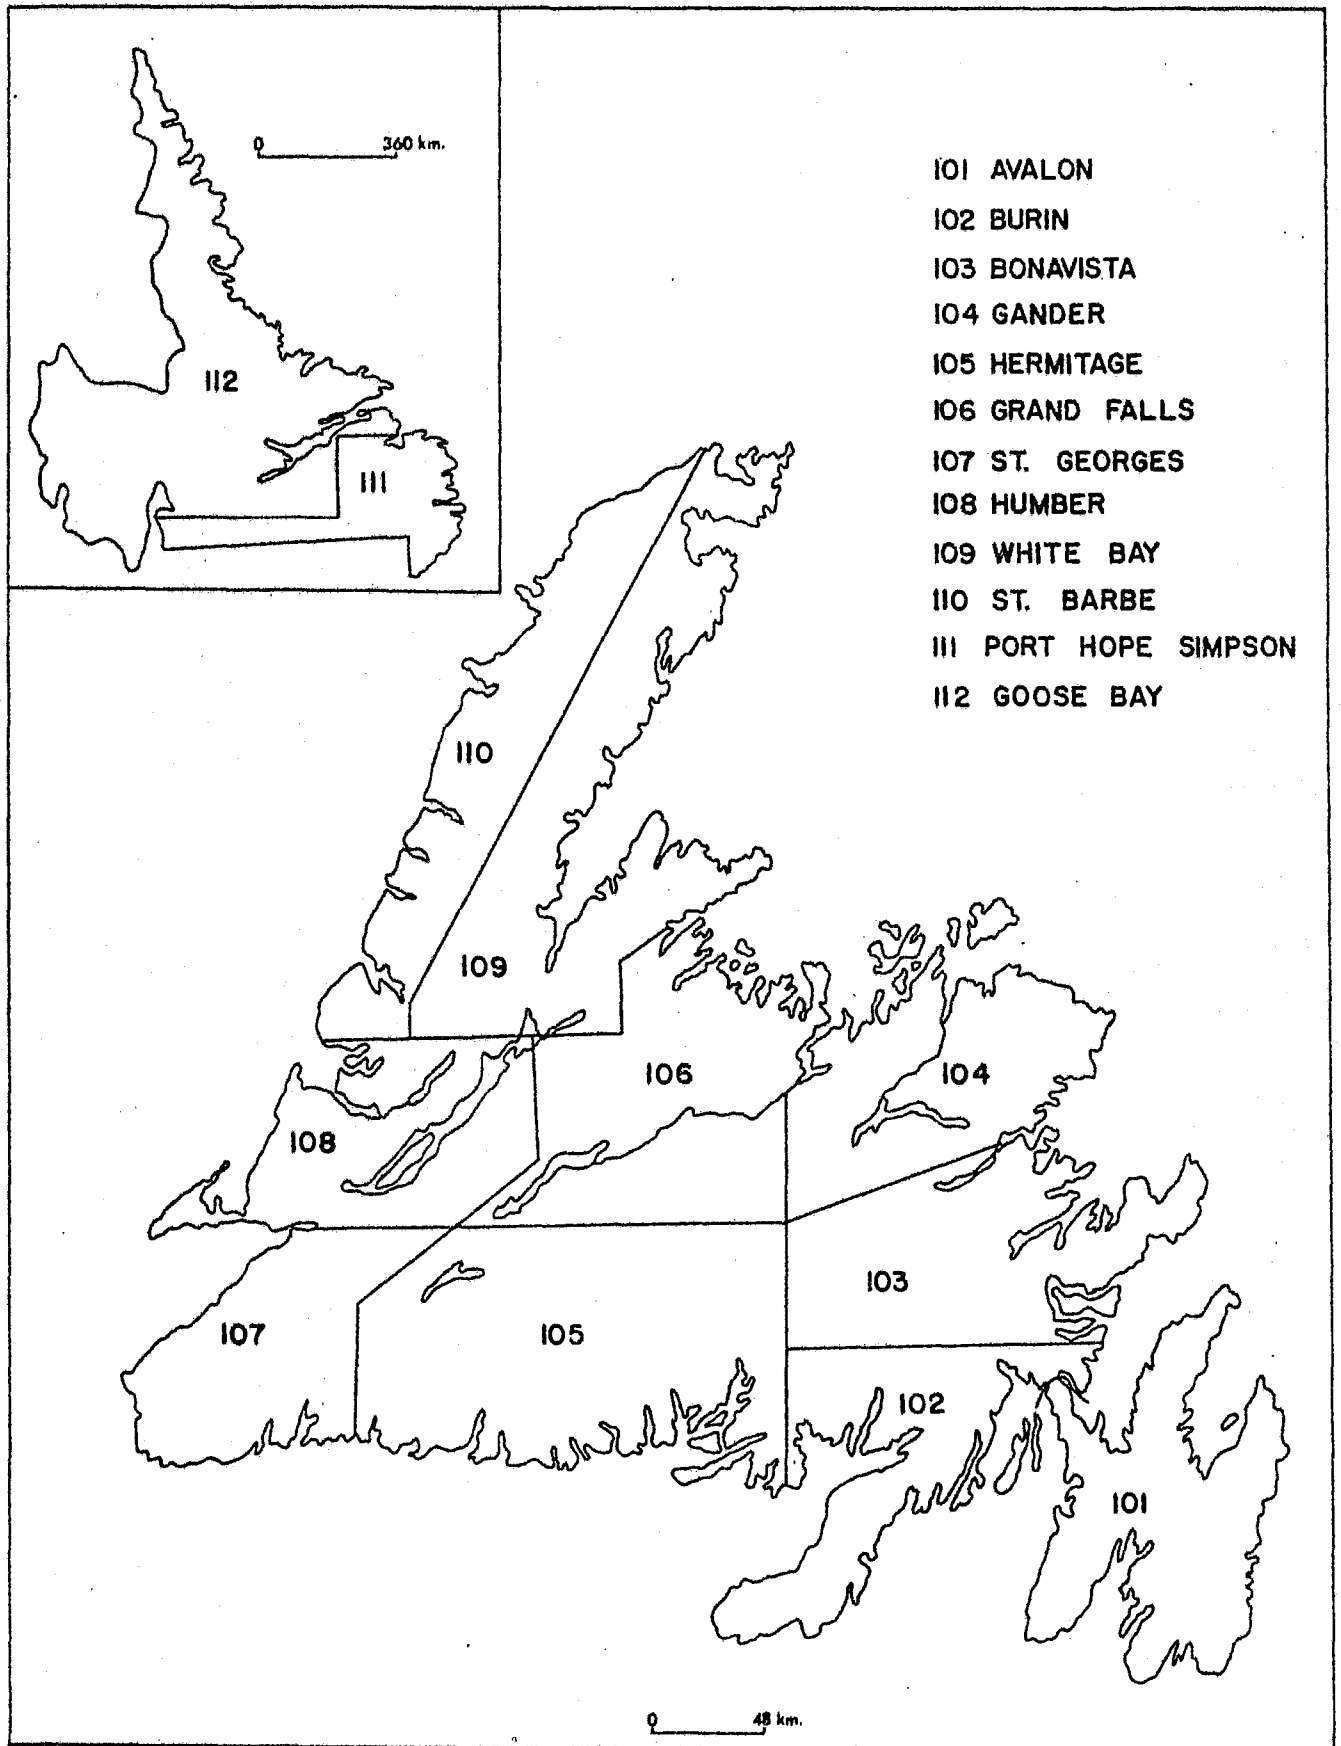 0 360 km.
112
111
101 AVALON
102 BURIN
103 BONAVISTA
104 GANDER
105 HERMITAGE
106 GRAND FALLS
107 ST. GEORGES
108 HUMBER
109 WHITE BAY
110 ST. BARBE
111 PORT HOPE SIMPSON
112 GOOSE BAY
110
109
106
104
108
103
107
105
102
101
0 48 km.